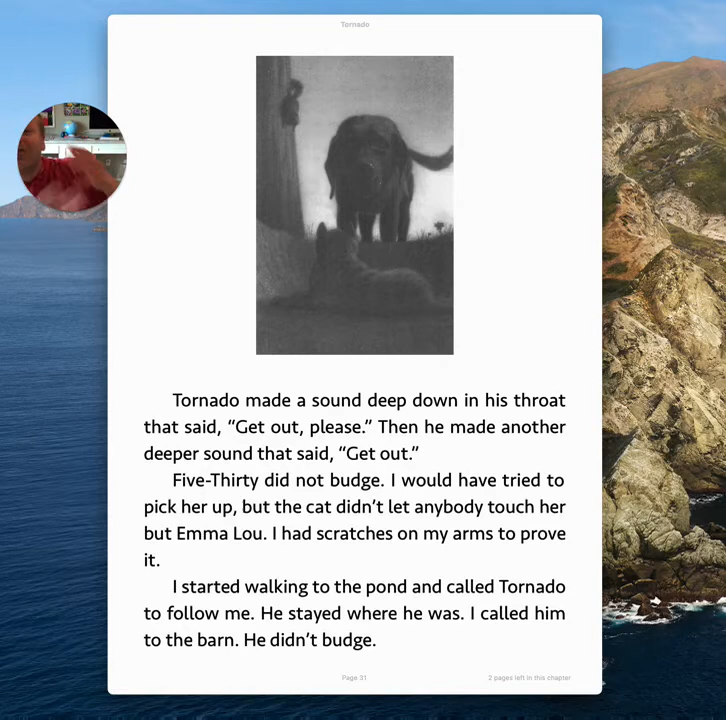 Tornado
Tornado made a sound deep down in his throat
that said, “Get out, please.” Then he made another
deeper sound that said, “Get out.”
Five-Thirty did not budge. I would have tried to
pick her up, but the cat didn’t let anybody touch her
but Emma Lou. I had scratches on my arms to prove
it.
I started walking to the pond and called Tornado
to follow me. He stayed where he was. I called him
to the barn. He didn’t budge.
Page 31
2 pages left in this chapter